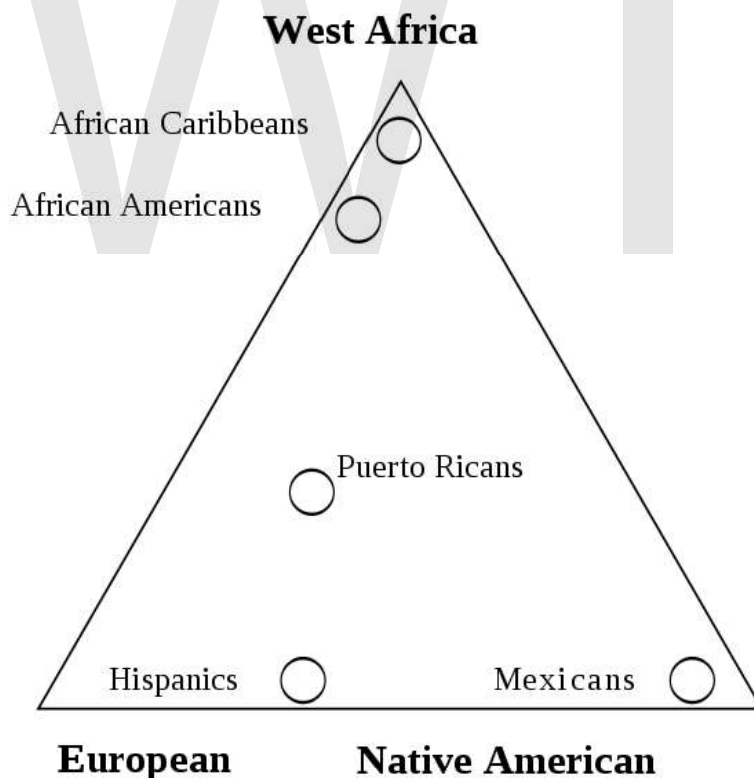 West Africa
African Caribbeans
African Americans
Puerto Ricans
Hispanics
Mexicans
European
Native American